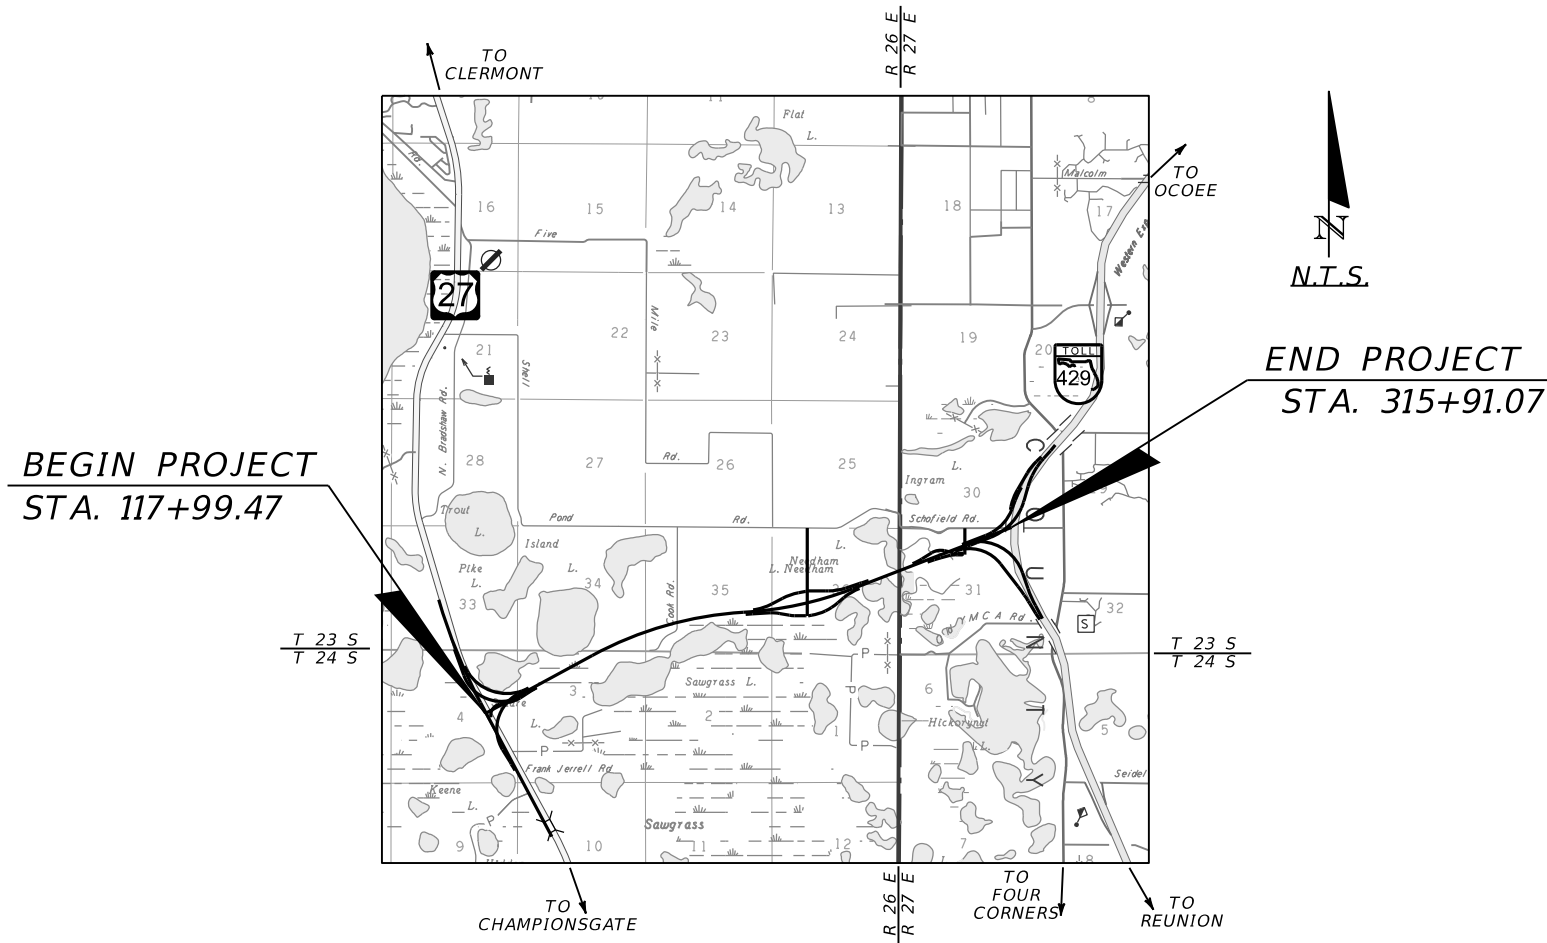 TO
CLERMONT
R 26 E
R 27 E
Flat
L.
Rd.
Malcolm
TO
OCOEE
16
15
14
13
18
17
Five
Western Exp
N
N.T.S.
27
Mile
22
23
24
19
20
21
TOLL
429
Shell
N. Bradshaw Rd.
END PROJECT
STA. 315+91.07
BEGIN PROJECT
STA. 117+99.47
28
27
Rd.
26
25
L.
Ingram
30
Trout
L.
Pond
Rd.
Schofield Rd.
Island
L.
L.
Needham
L. Needham
Pike
L.
33
34
Cook Rd.
35
31
32
S
Old YMCA Rd.
COUNTY
T 23 S
T 24 S
T 23 S
T 24 S
P
P
P
Sawgrass L.
3
4
L.
2
1
6
Hickorynut
L.
5
P
Frank Jerrell Rd
Seidel
Keene
L.
P
Sawgrass
9
10
11
12
7
8
TO
CHAMPIONSGATE
R 26 E
R 27 E
TO
FOUR
CORNERS
TO
REUNION